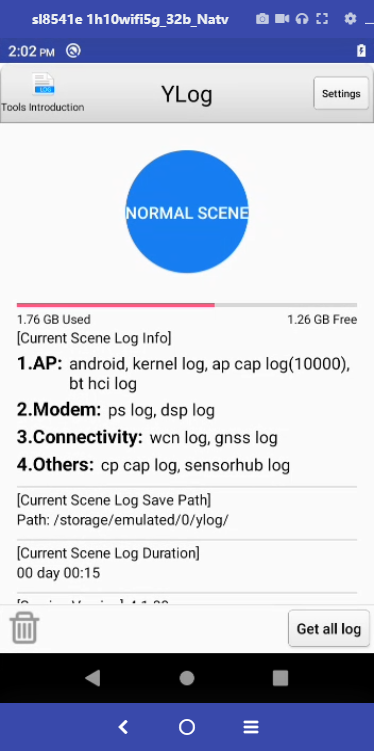 sl8541e 1h10wifi5g_32b_Natv
2:02 PM
LOG
Tools Introduction
YLog
Settings
NORMAL SCENE
1.76 GB Used
1.26 GB Free
[Current Scene Log Info]
1.AP: android, kernel log, ap cap log(10000),
bt hci log
2.Modem: ps log, dsp log
3.Connectivity: wcn log, gnss log
4.Others: cp cap log, sensorhub log
[Current Scene Log Save Path]
Path: /storage/emulated/0/ylog/
[Current Scene Log Duration]
00 day 00:15
Get all log